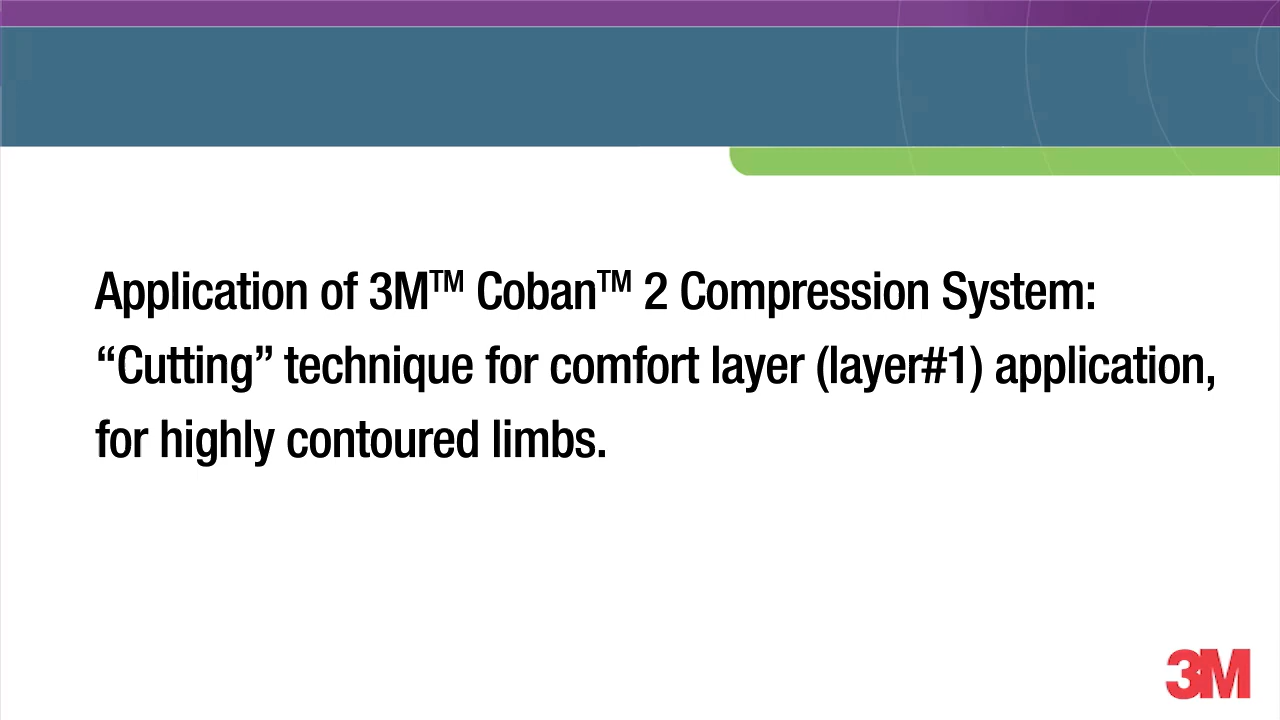 Application of 3M™ Coban™ 2 Compression System:
“Cutting” technique for comfort layer (layer#1) application,
for highly contoured limbs.
3M